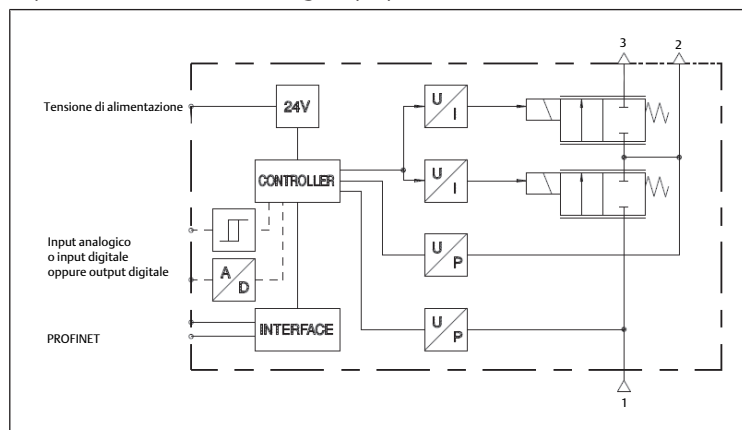 3
2
Tensione di alimentazione
24V
U
I
CONTROLLER
U
I
Input analogico
o input digitale
oppure output digitale
A
D
U
P
PROFINET
INTERFACE
U
P
1